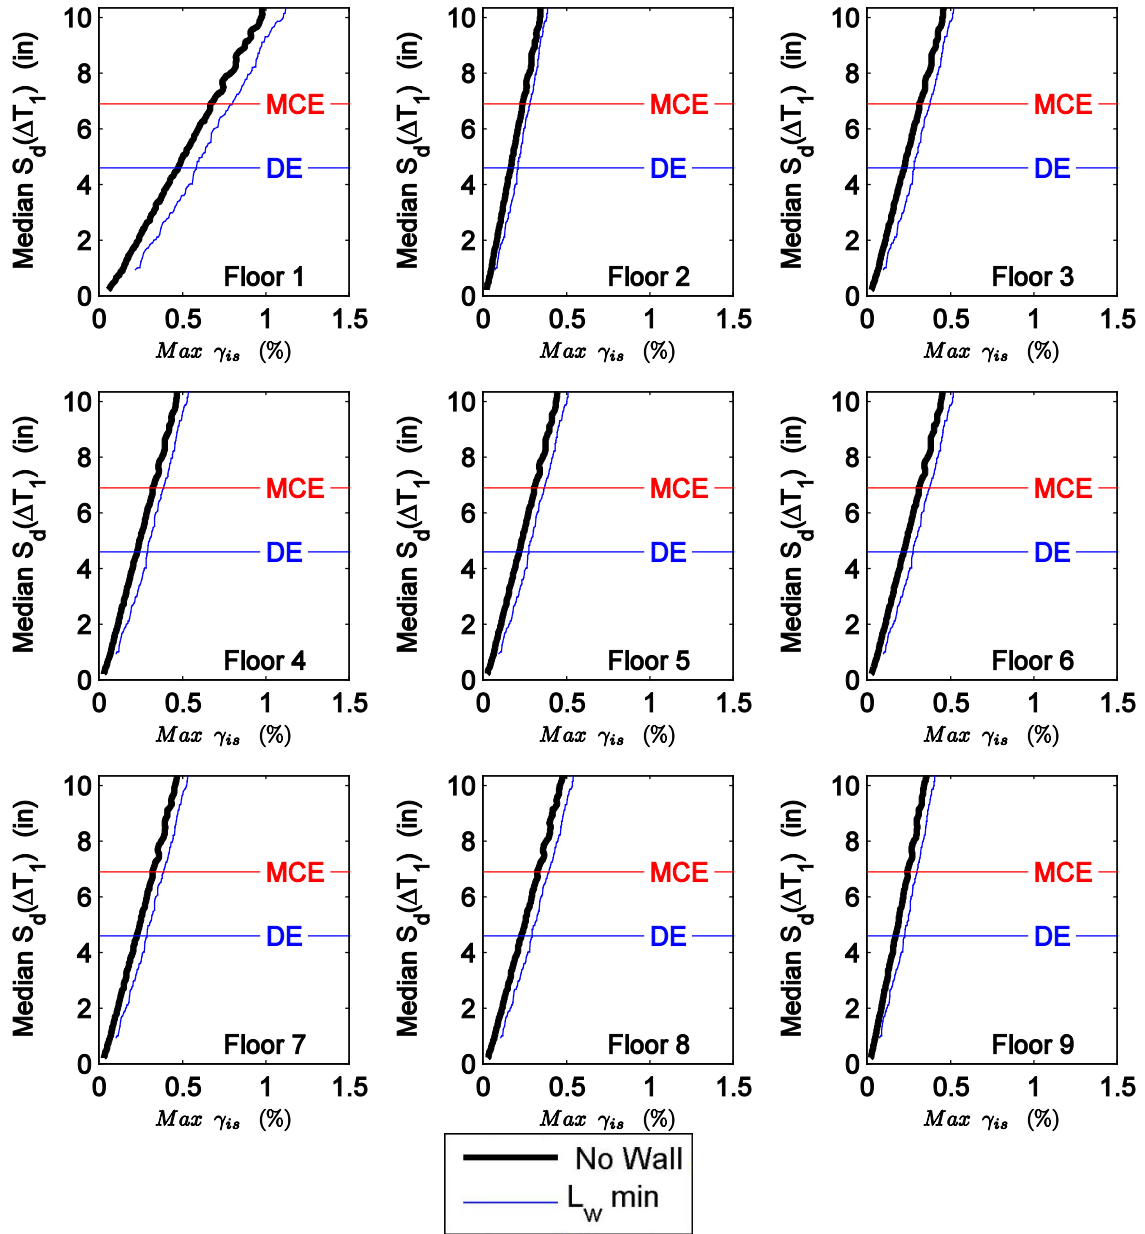 Median S_d(ΔT_1) (in)
10
8
6
4
2
0
MCE
DE
Floor 1
0 0.5 1 1.5
Max γ_is (%)
Median S_d(ΔT_1) (in)
10
8
6
4
2
0
MCE
DE
Floor 2
0 0.5 1 1.5
Max γ_is (%)
Median S_d(ΔT_1) (in)
10
8
6
4
2
0
MCE
DE
Floor 3
0 0.5 1 1.5
Max γ_is (%)
Median S_d(ΔT_1) (in)
10
8
6
4
2
0
MCE
DE
Floor 4
0 0.5 1 1.5
Max γ_is (%)
Median S_d(ΔT_1) (in)
10
8
6
4
2
0
MCE
DE
Floor 5
0 0.5 1 1.5
Max γ_is (%)
Median S_d(ΔT_1) (in)
10
8
6
4
2
0
MCE
DE
Floor 6
0 0.5 1 1.5
Max γ_is (%)
Median S_d(ΔT_1) (in)
10
8
6
4
2
0
MCE
DE
Floor 7
0 0.5 1 1.5
Max γ_is (%)
Median S_d(ΔT_1) (in)
10
8
6
4
2
0
MCE
DE
Floor 8
0 0.5 1 1.5
Max γ_is (%)
Median S_d(ΔT_1) (in)
10
8
6
4
2
0
MCE
DE
Floor 9
0 0.5 1 1.5
Max γ_is (%)
No Wall
L_w min